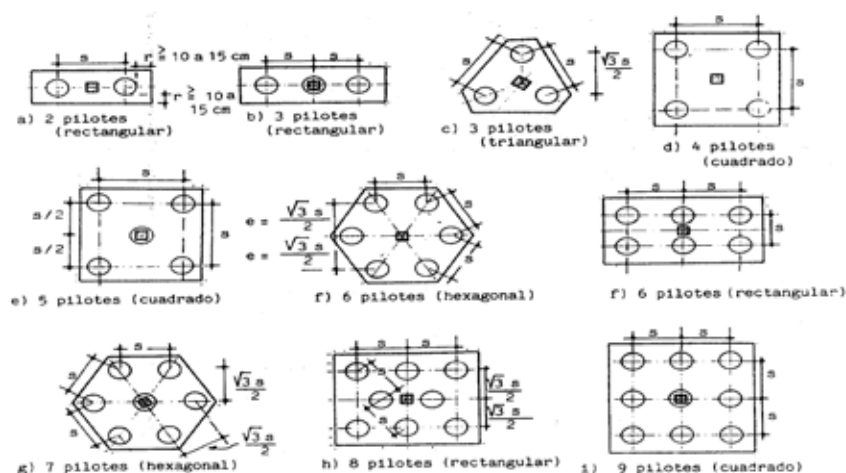 s
r ≥ 10 a 15 cm
s s
r ≥ 10 a
15 cm
a) 2 pilotes
(rectangular)
b) 3 pilotes
(rectangular)
s
√3 s
2
c) 3 pilotes
(triangular)
s
s
d) 4 pilotes
(cuadrado)
s
s/2
s/2
s
e) 5 pilotes (cuadrado)
s
s
s
e = √3 s
2
e = √3 s
2
f) 6 pilotes (hexagonal)
s s
s
f) 6 pilotes (rectangular)
s
s
s
√3 s
2
√3 s
2
g) 7 pilotes (hexagonal)
s s
s
s
√3 s
2
√3 s
2
h) 8 pilotes (rectangular)
s s
s
s
i) 9 pilotes (cuadrado)